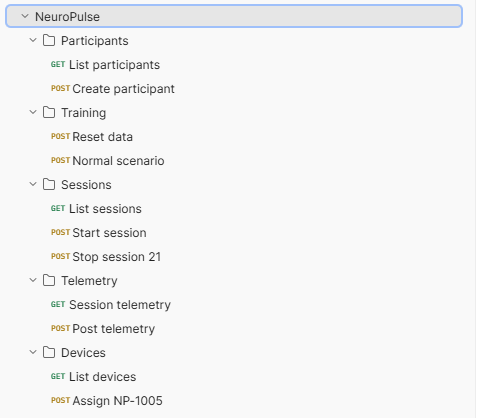 NeuroPulse
Participants
GET List participants
POST Create participant
Training
POST Reset data
POST Normal scenario
Sessions
GET List sessions
POST Start session
POST Stop session 21
Telemetry
GET Session telemetry
POST Post telemetry
Devices
GET List devices
POST Assign NP-1005